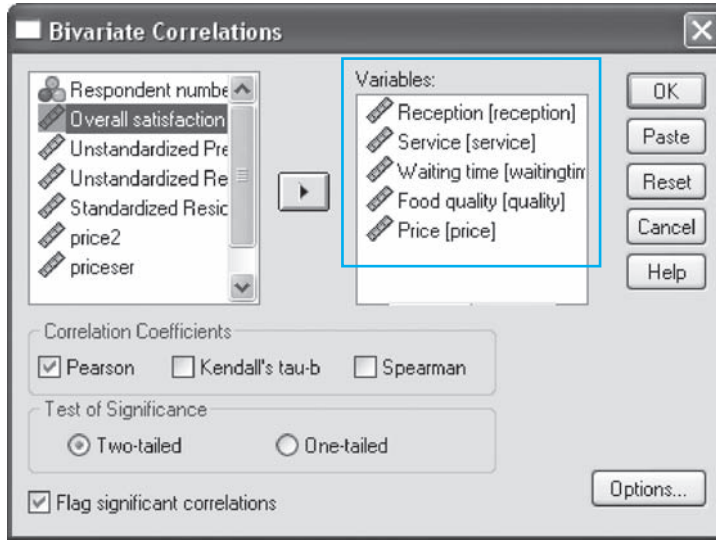 Bivariate Correlations
Respondent numbe
Overall satisfaction
Unstandardized Pre
Unstandardized Re
Standardized Resid
price2
priceser
Variables:
Reception [reception]
Service [service]
Waiting time [waitingtim
Food quality [quality]
Price [price]
OK
Paste
Reset
Cancel
Help
Correlation Coefficients
Pearson Kendall's tau-b Spearman
Test of Significance
Two-tailed One-tailed
Flag significant correlations
Options...